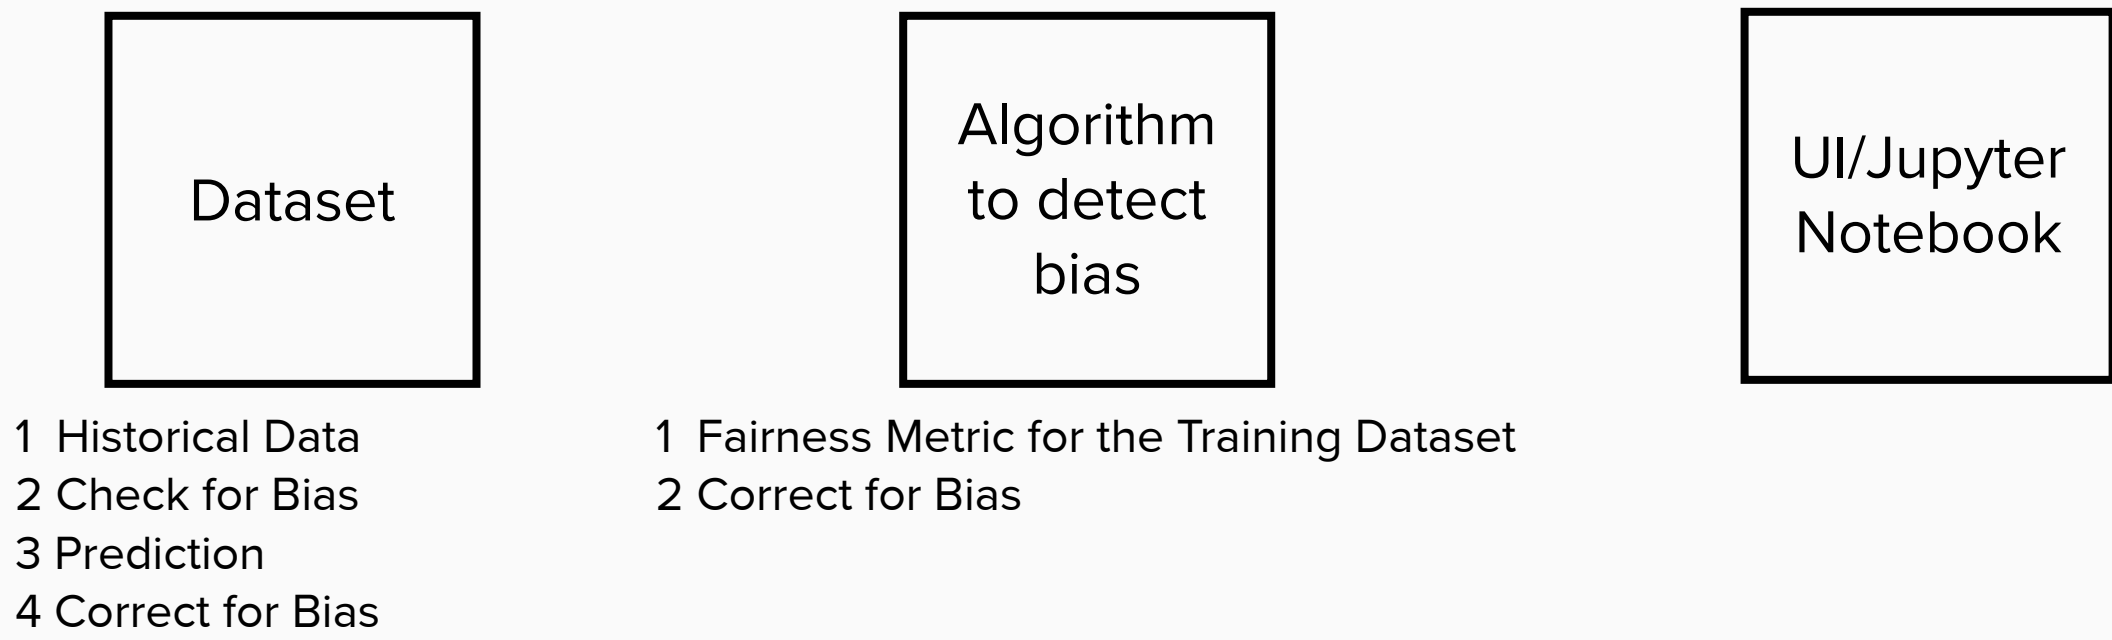 Dataset
1 Historical Data
2 Check for Bias
3 Prediction
4 Correct for Bias
Algorithm
to detect
bias
1 Fairness Metric for the Training Dataset
2 Correct for Bias
UI/Jupyter
Notebook